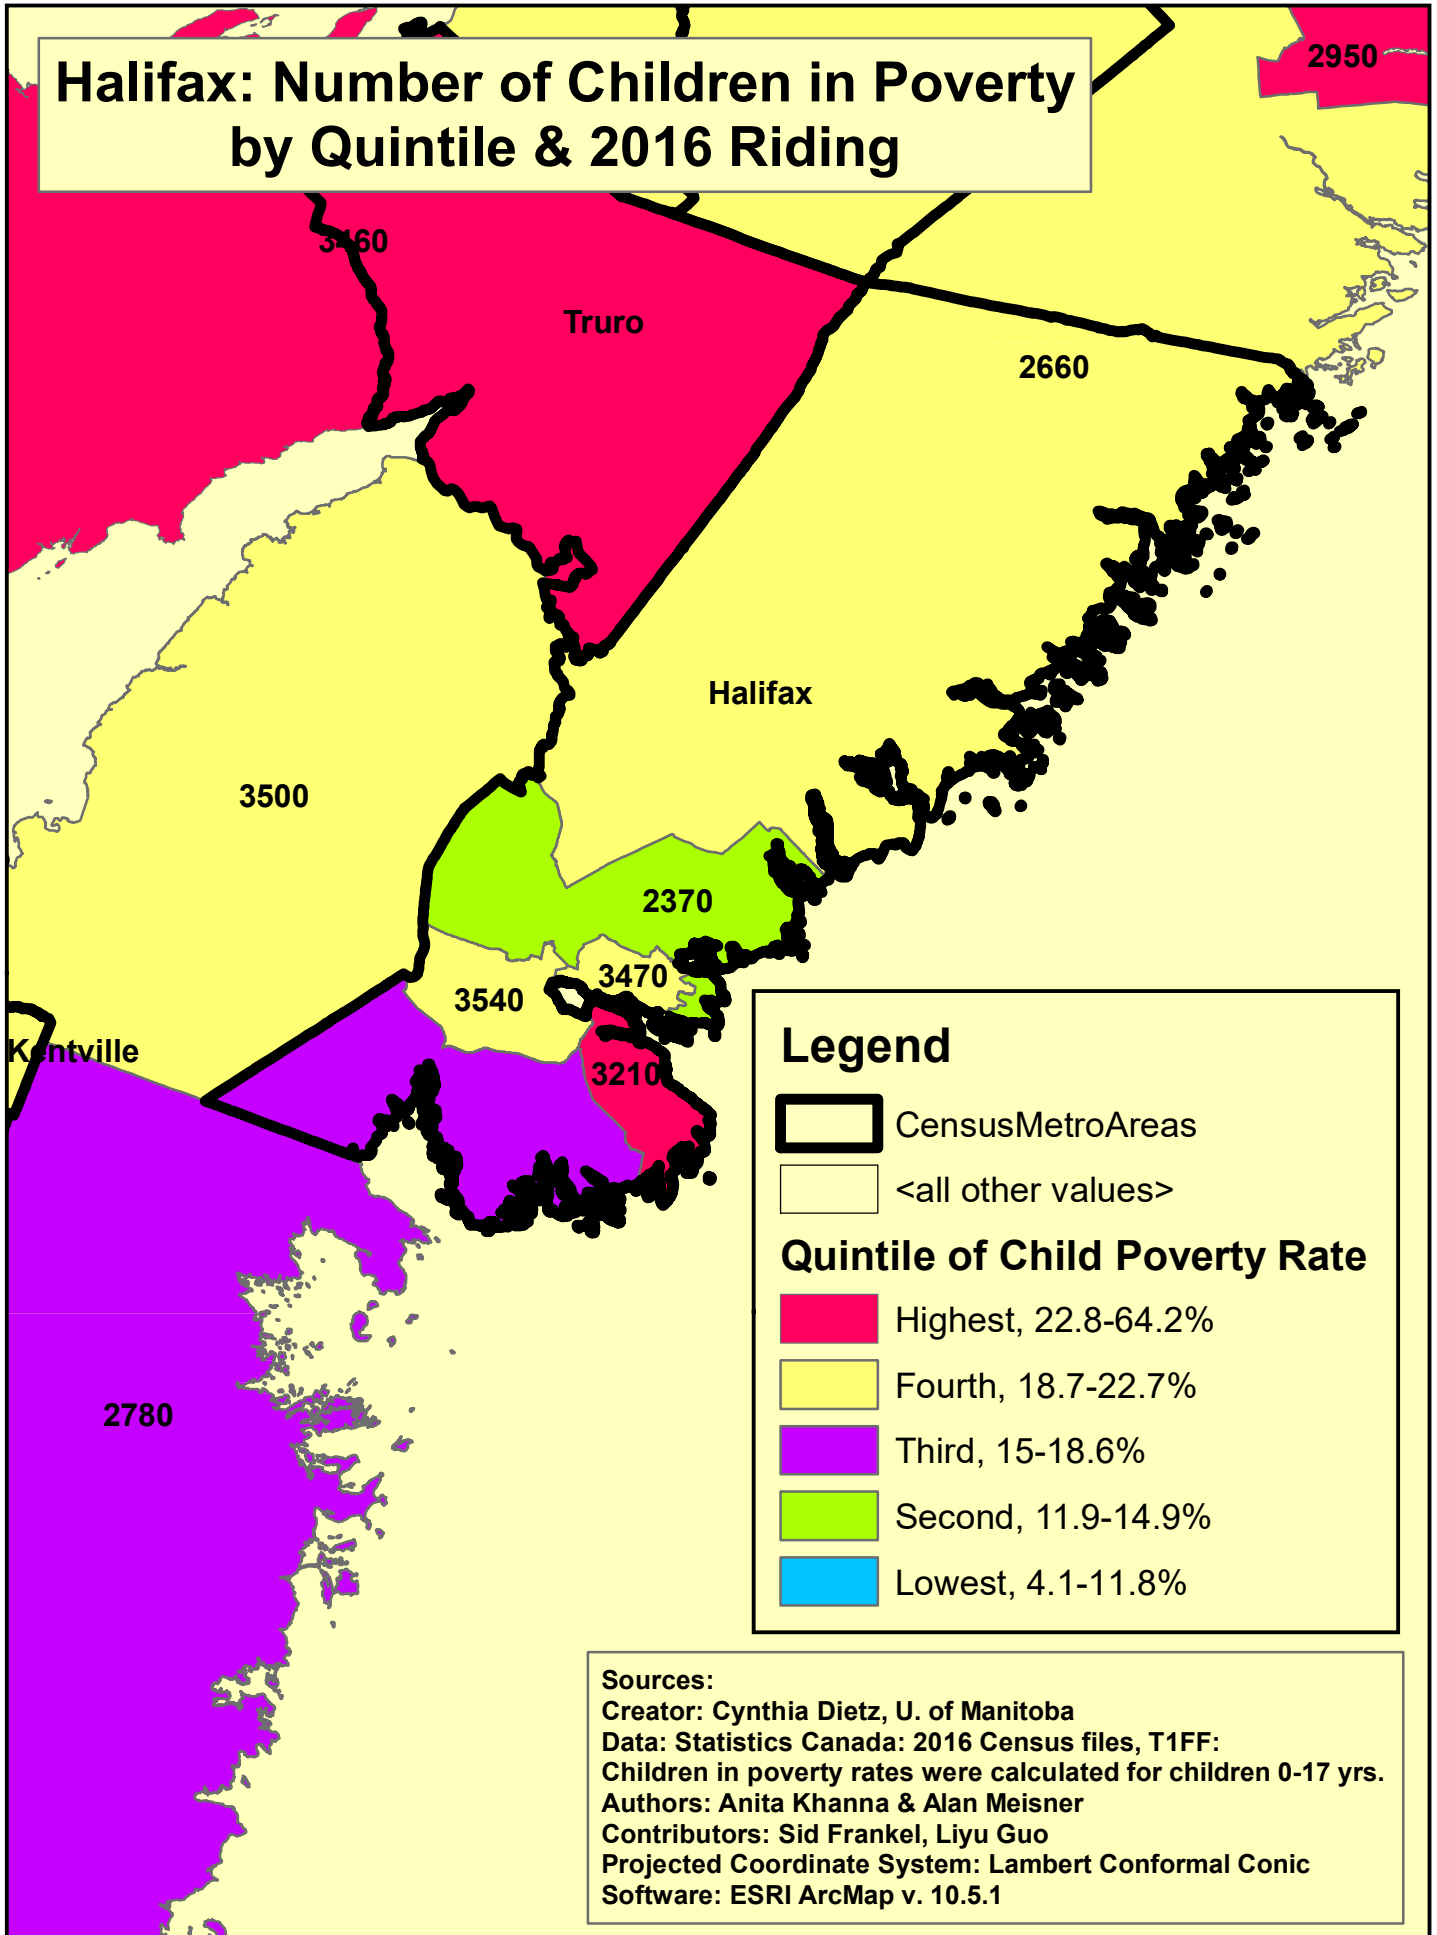 Halifax: Number of Children in Poverty
by Quintile & 2016 Riding
2950
3460
Truro
2660
Halifax
3500
2370
3470
3540
Kentville
3210
2780
Legend
CensusMetroAreas
<all other values>
Quintile of Child Poverty Rate
Highest, 22.8-64.2%
Fourth, 18.7-22.7%
Third, 15-18.6%
Second, 11.9-14.9%
Lowest, 4.1-11.8%
Sources:
Creator: Cynthia Dietz, U. of Manitoba
Data: Statistics Canada: 2016 Census files, T1FF:
Children in poverty rates were calculated for children 0-17 yrs.
Authors: Anita Khanna & Alan Meisner
Contributors: Sid Frankel, Liyu Guo
Projected Coordinate System: Lambert Conformal Conic
Software: ESRI ArcMap v. 10.5.1